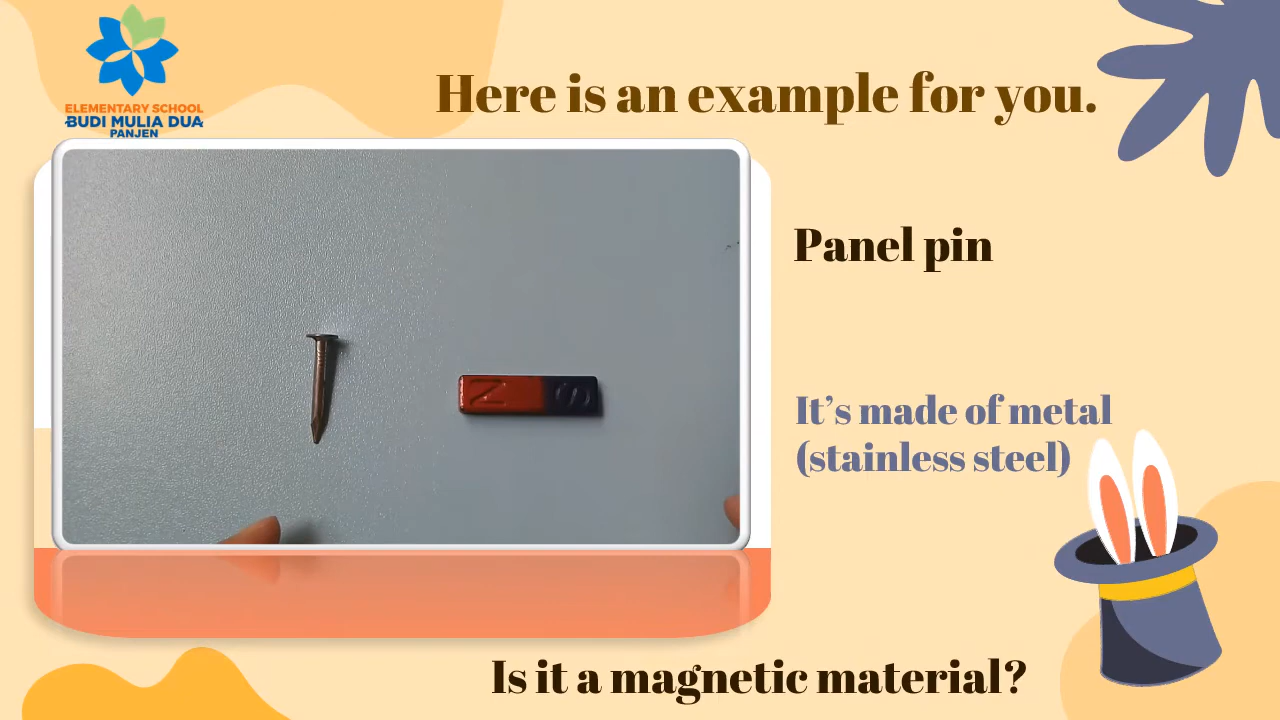 ELEMENTARY SCHOOL
BUDI MULIA DUA
PANJEN
Here is an example for you.
Panel pin
N S
It’s made of metal
(stainless steel)
Is it a magnetic material?